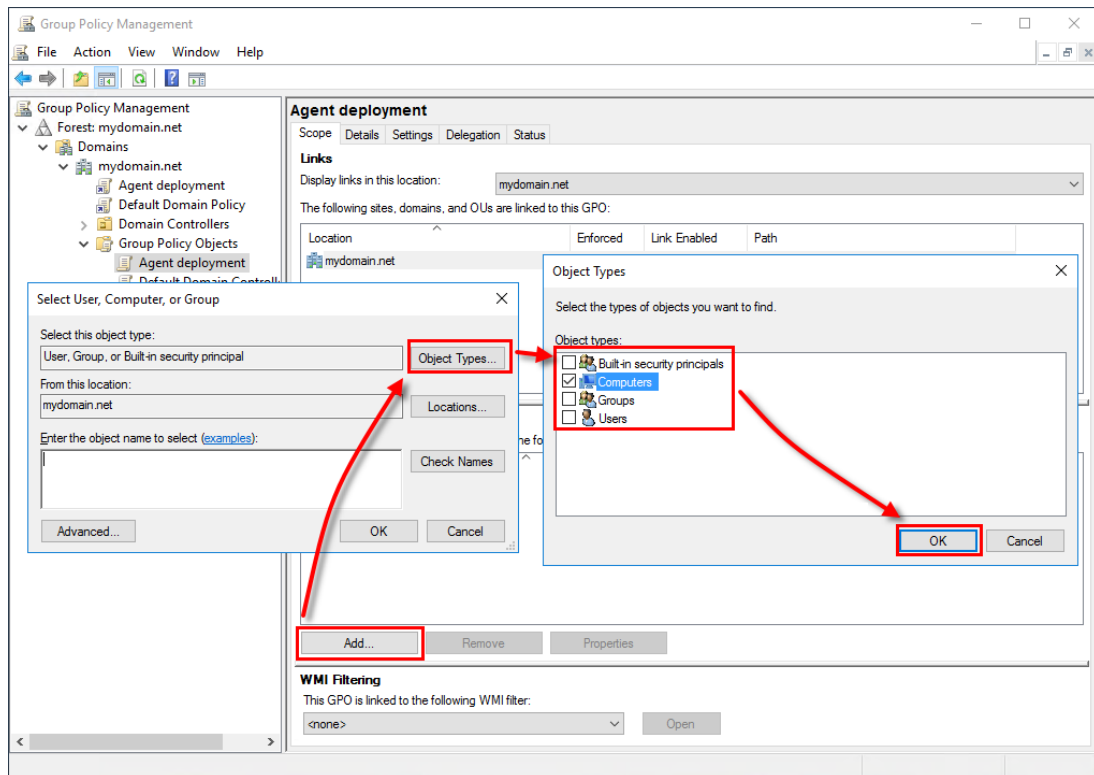 Group Policy Management
File Action View Window Help
Group Policy Management
Forest: mydomain.net
Domains
mydomain.net
Agent deployment
Default Domain Policy
Domain Controllers
Group Policy Objects
Agent deployment
Default Domain Controll
Agent deployment
Scope Details Settings Delegation Status
Links
Display links in this location: mydomain.net
The following sites, domains, and OUs are linked to this GPO:
Location Enforced Link Enabled Path
mydomain.net
Select User, Computer, or Group
Select this object type:
User, Group, or Built-in security principal Object Types...
From this location:
mydomain.net Locations...
Enter the object name to select (examples):
Check Names
Advanced... OK Cancel
Object Types
Select the types of objects you want to find.
Object types:
Built-in security principals
Computers
Groups
Users
OK Cancel
he fo
Add... Remove Properties
WMI Filtering
This GPO is linked to the following WMI filter:
<none> Open